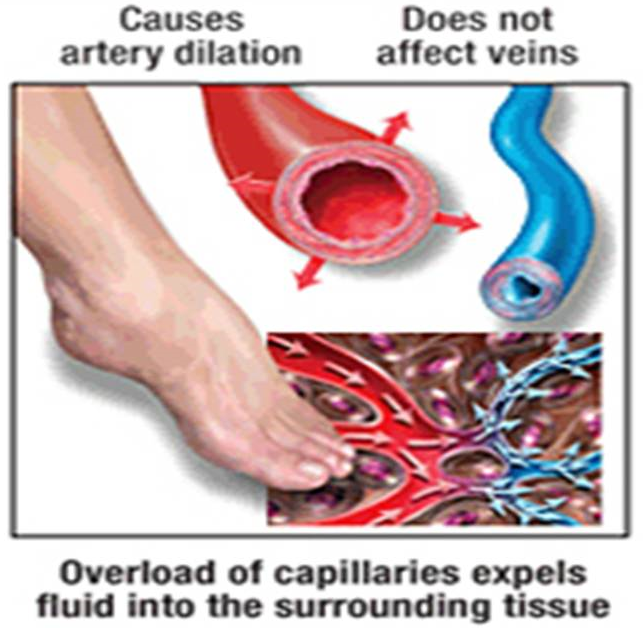 Causes
artery dilation
Does not
affect veins
Overload of capillaries expels
fluid into the surrounding tissue